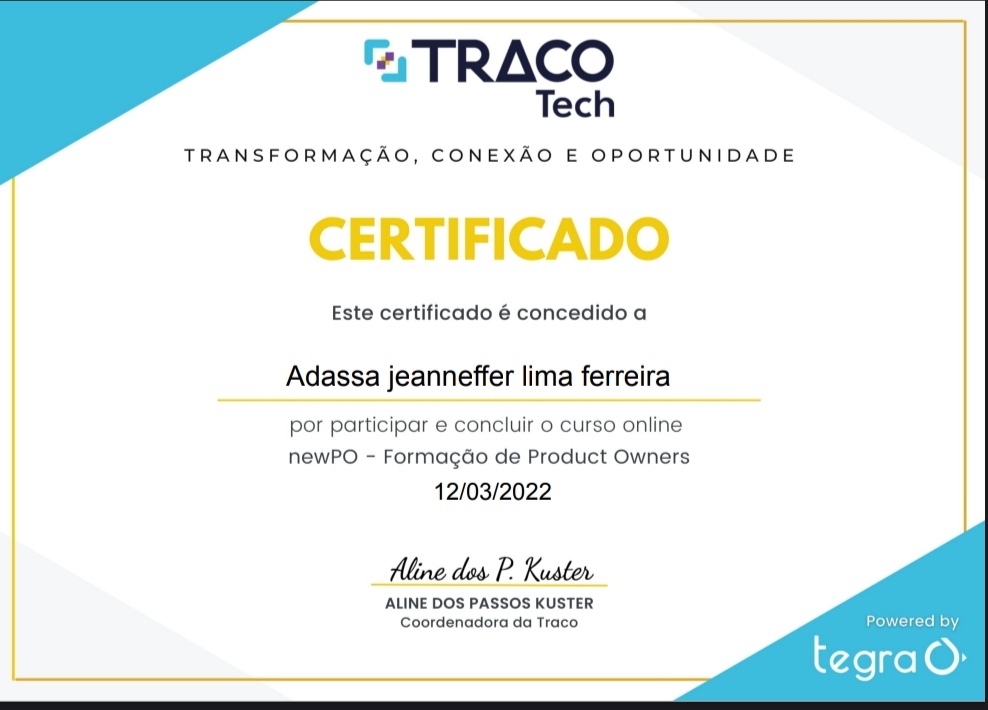 TRACO
Tech
TRANSFORMAÇÃO, CONEXÃO E OPORTUNIDADE
CERTIFICADO
Este certificado é concedido a
Adassa jeanneffer lima ferreira
por participar e concluir o curso online
newPO - Formação de Product Owners
12/03/2022
Aline dos P. Kuster
ALINE DOS PASSOS KUSTER
Coordenadora da Traco
Powered by
tegra